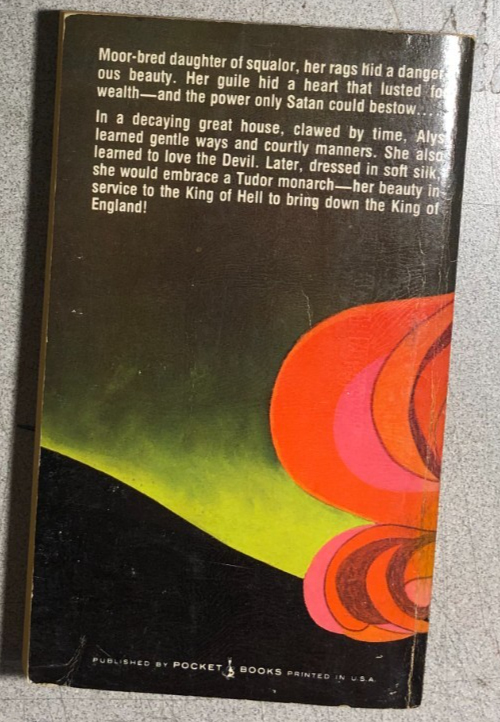 Moor-bred daughter of squalor, her rags hid a danger-
ous beauty. Her guile hid a heart that lusted for
wealth—and the power only Satan could bestow....
In a decaying great house, clawed by time, Alys
learned gentle ways and courtly manners. She also
learned to love the Devil. Later, dressed in soft silk,
she would embrace a Tudor monarch—her beauty in
service to the King of Hell to bring down the King of
England!
PUBLISHED BY POCKET BOOKS PRINTED IN U.S.A.